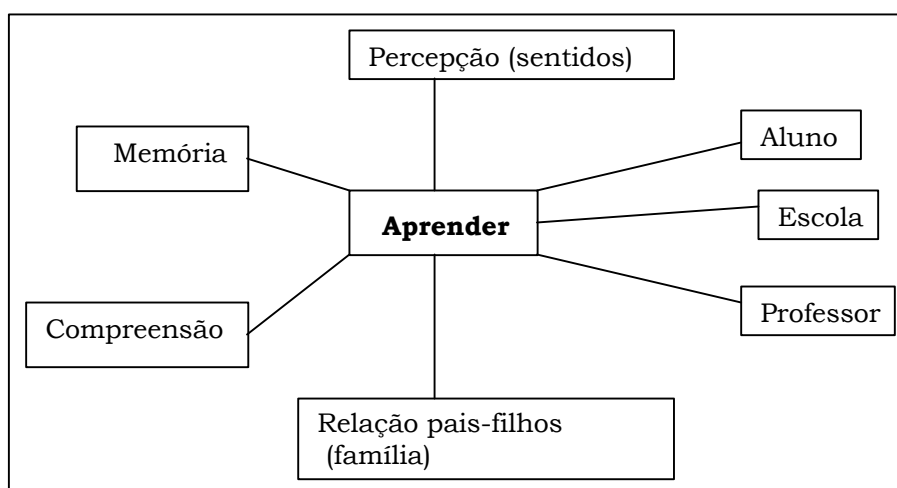 Percepção (sentidos)
Memória
Aluno
Aprender
Escola
Compreensão
Professor
Relação pais-filhos
(família)